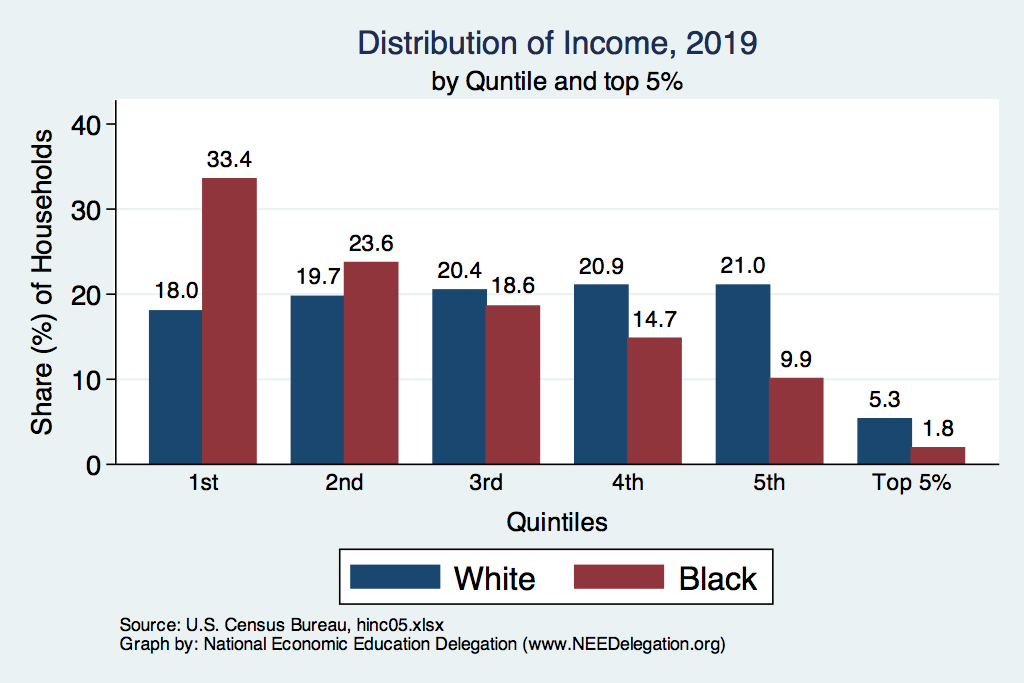 Distribution of Income, 2019
by Quntile and top 5%
Share (%) of Households
40
30
20
10
0
18.0
33.4
19.7
23.6
20.4
18.6
20.9
14.7
21.0
9.9
5.3
1.8
1st 2nd 3rd 4th 5th Top 5%
Quintiles
White Black
Source: U.S. Census Bureau, hinc05.xlsx
Graph by: National Economic Education Delegation (www.NEEDelegation.org)